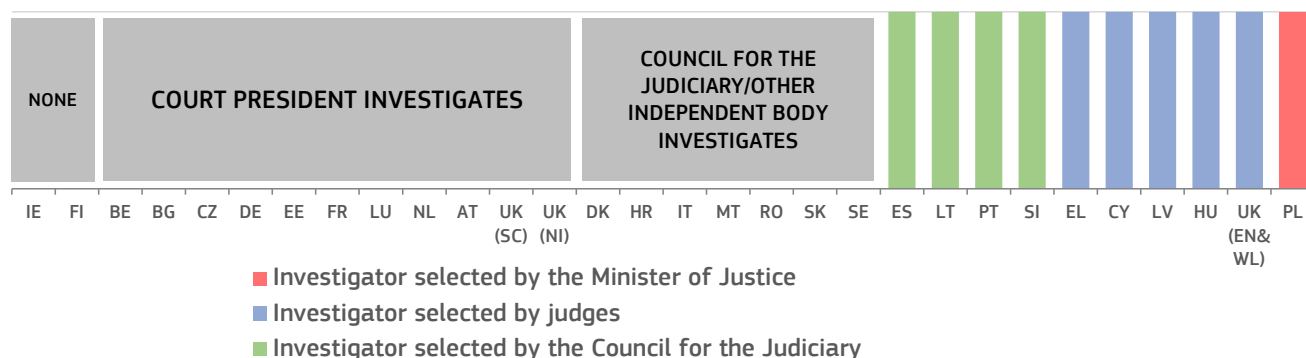 NONE
COURT PRESIDENT INVESTIGATES
COUNCIL FOR THE
JUDICIARY/OTHER
INDEPENDENT BODY
INVESTIGATES
IE FI BE BG CZ DE EE FR LU NL AT UK (SC) UK (NI) DK HR IT MT RO SK SE ES LT PT SI EL CY LV HU UK (EN& WL) PL
Investigator selected by the Minister of Justice
Investigator selected by judges
Investigator selected by the Council for the Judiciary